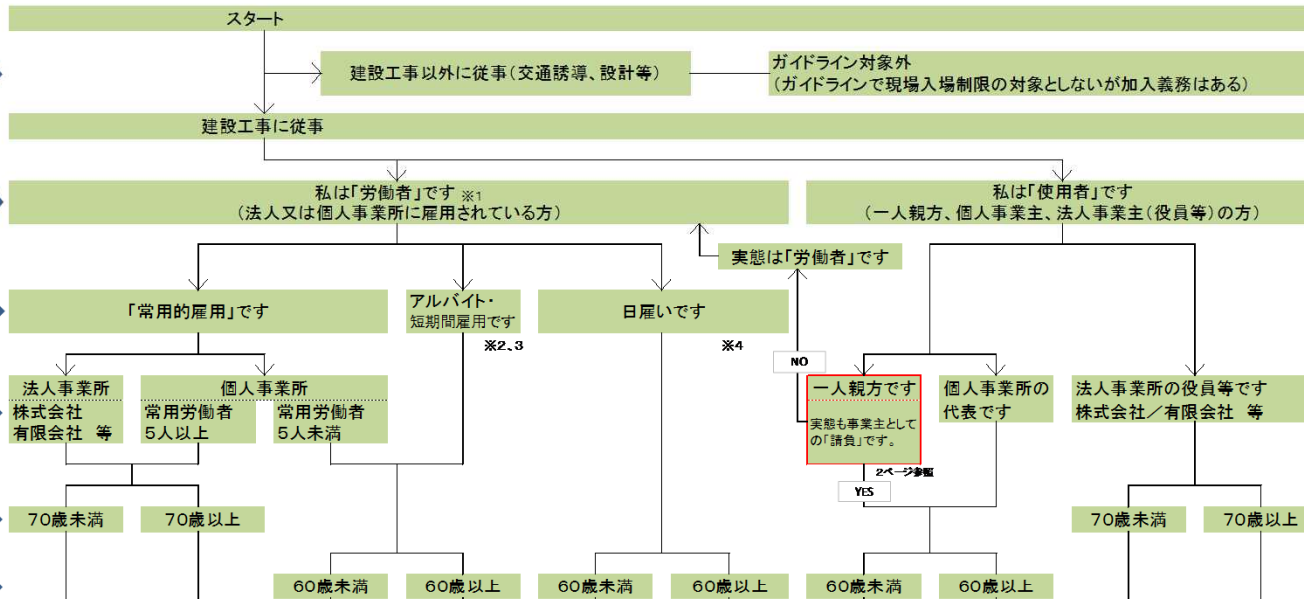 スタート
建設工事以外に従事(交通誘導、設計等)
ガイドライン対象外
(ガイドラインで現場入場制限の対象としないが加入義務はある)
建設工事に従事
私は「労働者」です ※1
(法人又は個人事業所に雇用されている方)
私は「使用者」です
(一人親方、個人事業主、法人事業主(役員等)の方)
実態は「労働者」です
「常用的雇用」です
アルバイト・
短期間雇用です
※2、3
日雇いです
※4
NO
法人事業所
株式会社
有限会社 等
個人事業所
常用労働者
5人以上
常用労働者
5人未満
一人親方です
実態も事業主として
の「請負」です。
2ページ参照
YES
個人事業所の
代表です
法人事業所の役員等です
株式会社/有限会社 等
70歳未満
70歳以上
70歳未満
70歳以上
60歳未満
60歳以上
60歳未満
60歳以上
60歳未満
60歳以上